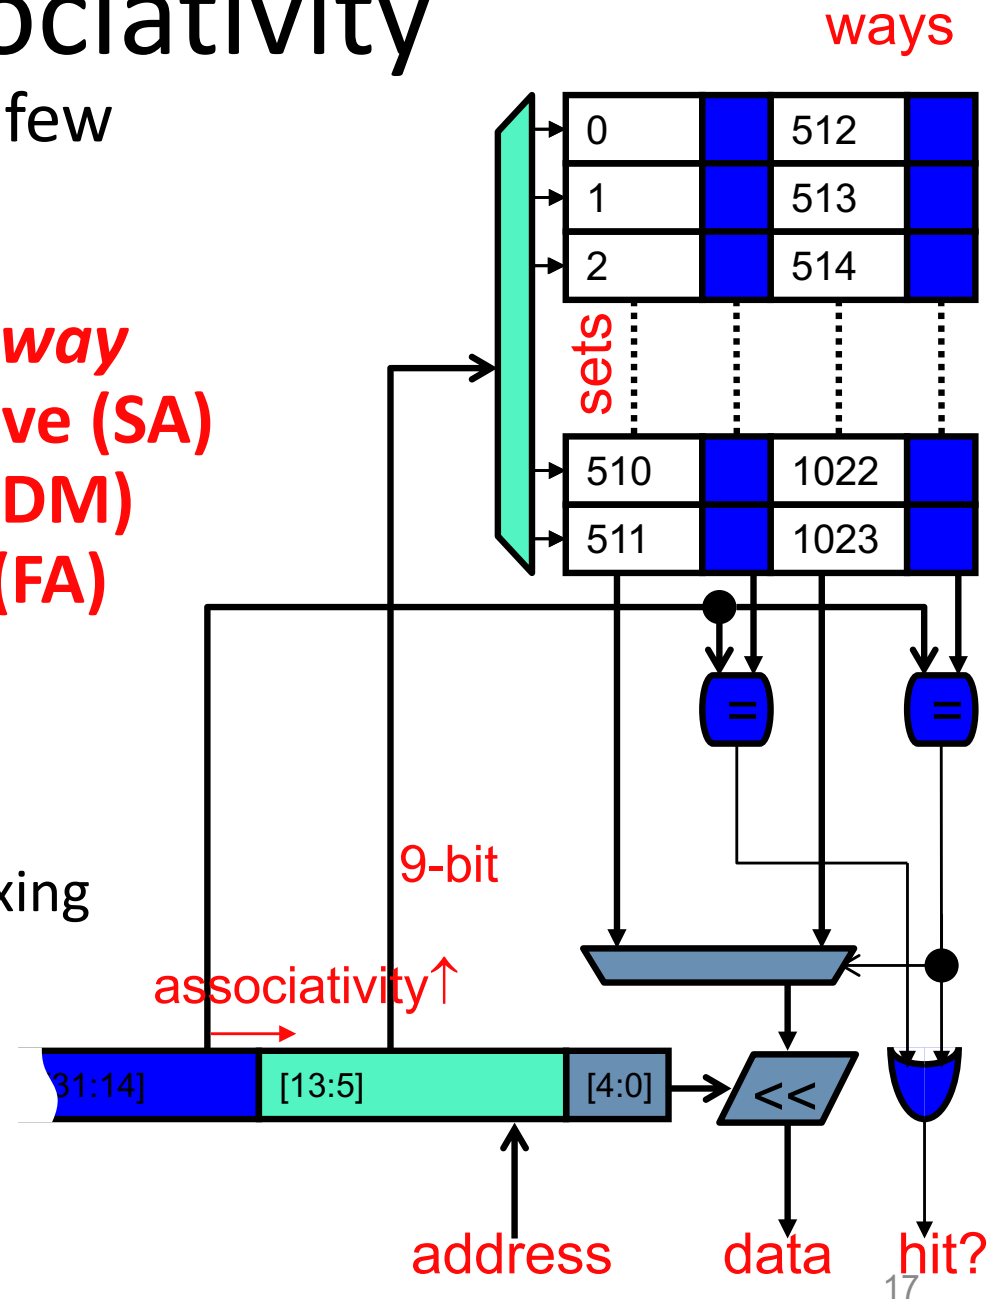 ociativity
few
way
ve (SA)
DM)
(FA)
xing
ways
0 512
1 513
2 514
sets
510 1022
511 1023
= =
9-bit
associativity↑
31:14] [13:5] [4:0] <<
address data hit?
17